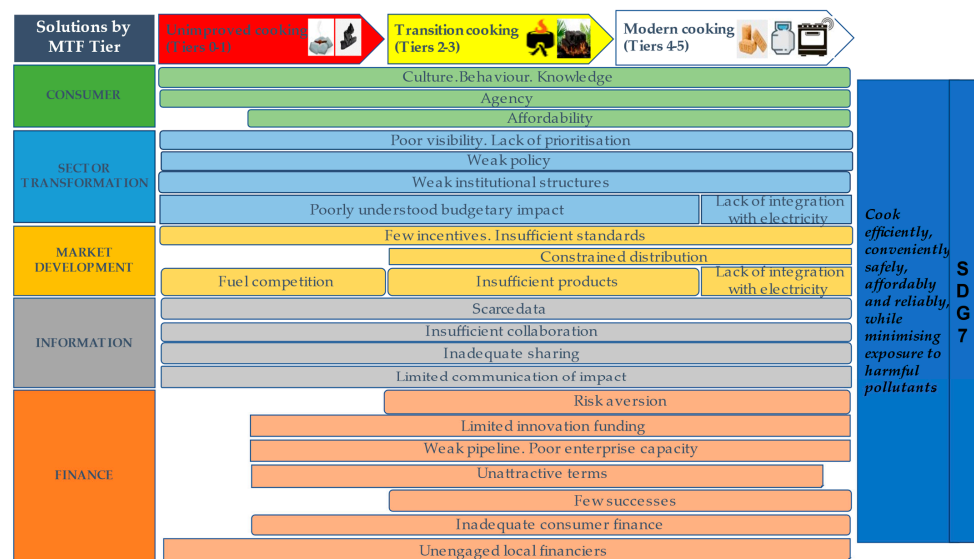 Solutions by
MTF Tier
Unimproved cooking
(Tiers 0-1)
Transition cooking
(Tiers 2-3)
Modern cooking
(Tiers 4-5)
CONSUMER
Culture.Behaviour. Knowledge
Agency
Affordability
SECTOR
TRANSFORMATION
Poor visibility. Lack of prioritisation
Weak policy
Weak institutional structures
Poorly understood budgetary impact
Lack of integration
with electricity
MARKET
DEVELOPMENT
Few incentives. Insufficient standards
Constrained distribution
Fuel competition
Insufficient products
Lack of integration
with electricity
INFORMATION
Scarcedata
Insufficient collaboration
Inadequate sharing
Limited communication of impact
FINANCE
Risk aversion
Limited innovation funding
Weak pipeline. Poor enterprise capacity
Unattractive terms
Few successes
Inadequate consumer finance
Unengaged local financiers
Cook
efficiently,
conveniently
safely,
affordably
and reliably,
while
minimising
exposure to
harmful
pollutants
S
D
G
7